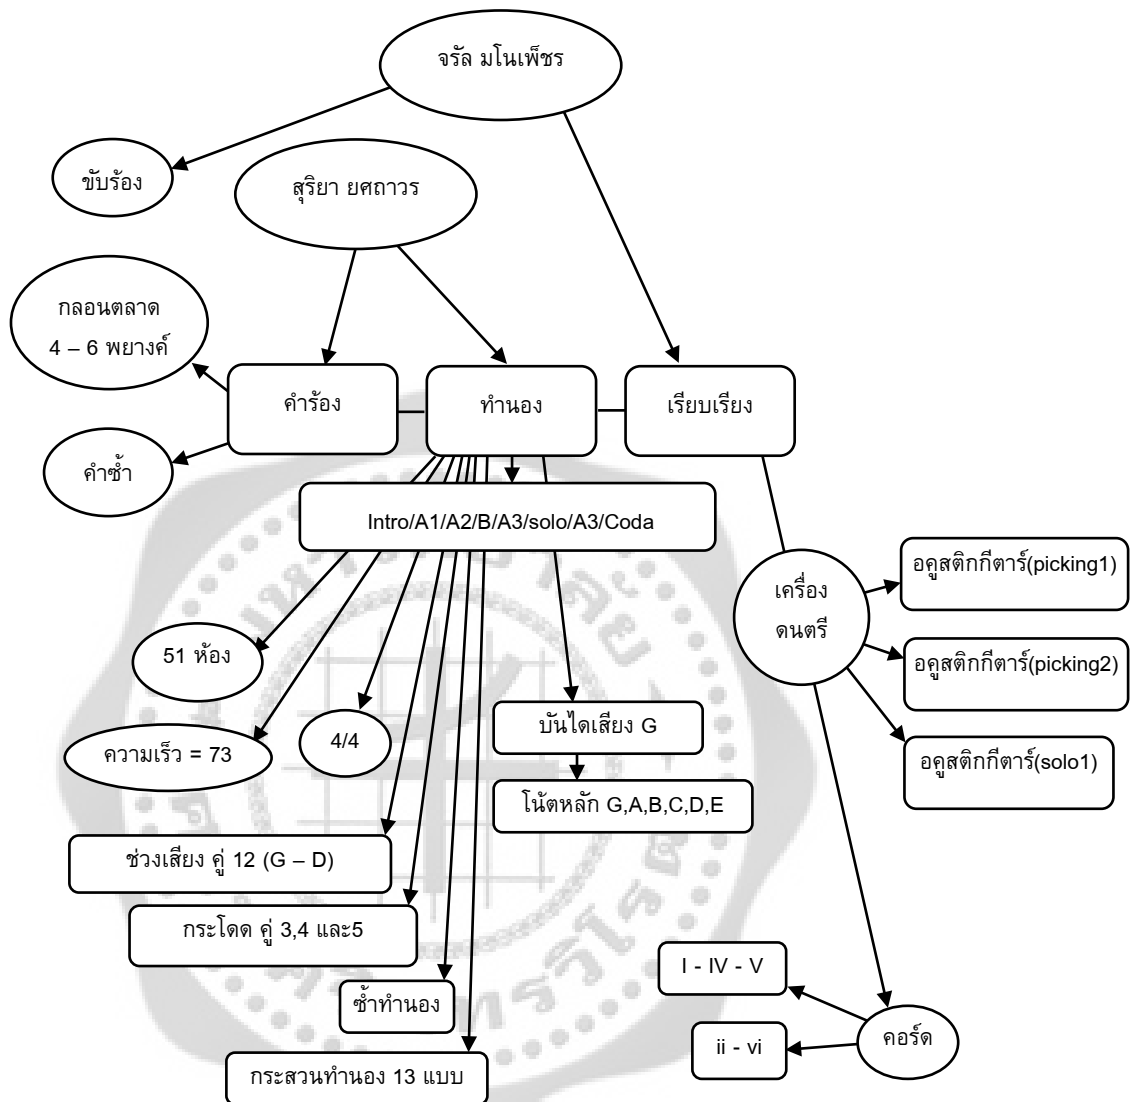 จรัล มโนเพ็ชร
ขับร้อง
สุริยา ยศถาวร
กลอนตลาด
4 – 6 พยางค์
คำร้อง
ทำนอง
เรียบเรียง
คำซ้ำ
Intro/A1/A2/B/A3/solo/A3/Coda
เครื่อง
ดนตรี
อคูสติกกีตาร์(picking1)
อคูสติกกีตาร์(picking2)
อคูสติกกีตาร์(solo1)
51 ห้อง
ความเร็ว = 73
4/4
บันไดเสียง G
โน้ตหลัก G,A,B,C,D,E
ช่วงเสียง คู่ 12 (G – D)
กระโดด คู่ 3,4 และ5
ซ้ำทำนอง
กระสวนทำนอง 13 แบบ
I - IV - V
ii - vi
คอร์ด